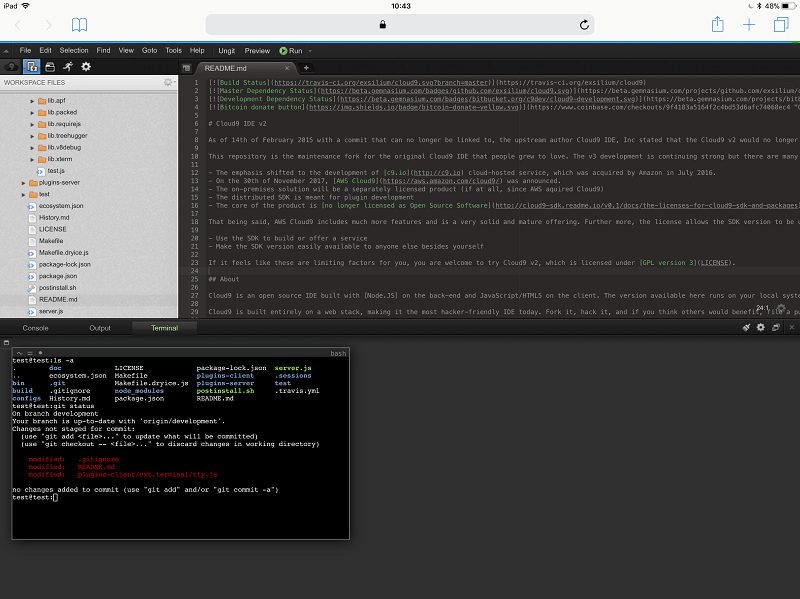 iPad
10:43
48%
File Edit Selection Find View Goto Tools Help Ungit Preview Run
WORKSPACE FILES
lib.apf
lib.packed
lib.requirejs
lib.treehugger
lib.v8debug
lib.xterm
test.js
plugins-server
test
ecosystem.json
History.md
LICENSE
Makefile
Makefile.dryice.js
package-lock.json
package.json
postinstall.sh
README.md
server.js
README.md
1 [![Build Status](https://travis-ci.org/exsilium/cloud9.svg?branch=master)](https://travis-ci.org/exsilium/cloud9)
2 [![Master Dependency Status](https://beta.gemnasium.com/badges/github.com/exsilium/cloud9.svg)](https://beta.gemnasium.com/projects/github.com/exsilium/
3 [![Development Dependency Status](https://beta.gemnasium.com/badges/bitbucket.org/c9dev/cloud9-development.svg)](https://beta.gemnasium.com/projects/
4 [![Bitcoin donate button](https://img.shields.io/badge/bitcoin-donate-yellow.svg)](https://www.coinbase.com/checkouts/
5
6 # Cloud9 IDE v2
7
8 As of 14th of February 2015 with a commit that can no longer be linked to, the upstream author Cloud9 IDE, Inc stated that the Cloud9 v2 would no longer
9
10 This repository is the maintenance fork for the original Cloud9 IDE that people grew to love. The v3 development is continuing strong but there are many
11
12 - The emphasis shifted to the development of [c9.io](http://c9.io) cloud-hosted service, which was acquired by Amazon in July 2016.
13 - On the 30th of November 2017, [AWS Cloud9](https://aws.amazon.com/cloud9/) was announced.
14 - The on-premises solution will be a separately licensed product (if at all, since AWS aquired Cloud9)
15 - The distributed SDK is meant for plugin development
16 - The core of the product is [no longer licensed as Open Source Software](http://cloud9-sdk.readme.io/v0.1/docs/the-licenses-for-cloud9-sdk-and-packages)
17
18 That being said, AWS Cloud9 includes much more features and is a very solid and mature offering. Further more, the license allows the SDK version to be
19
20 - Use the SDK to build or offer a service
21 - Make the SDK version easily available to anyone else besides yourself
22
23 If it feels like these are limiting factors for you, you are welcome to try Cloud9 v2, which is licensed under [GPL version 3](LICENSE).
24
25 ## About
26
27 Cloud9 is an open source IDE built with [Node.JS] on the back-end and JavaScript/HTML5 on the client. The version available here runs on your local
28
29 Cloud9 is built entirely on a web stack, making it the most hacker-friendly IDE today. Fork it, hack it, and if you think others would benefit,
24:1
Console Output Terminal
bash
test@test:ls -a
. doc LICENSE package-lock.json server.js
.. ecosystem.json Makefile plugins-client .sessions
bin .git Makefile.dryice.js plugins-server test
build .gitignore node_modules postinstall.sh .travis.yml
configs History.md package.json README.md
test@test:git status
On branch development
Your branch is up-to-date with 'origin/development'.
Changes not staged for commit:
(use "git add <file>..." to update what will be committed)
(use "git checkout -- <file>..." to discard changes in working directory)
modified: .gitignore
modified: README.md
modified: plugins-client/ext.terminal/tty.js
no changes added to commit (use "git add" and/or "git commit -a")
test@test: